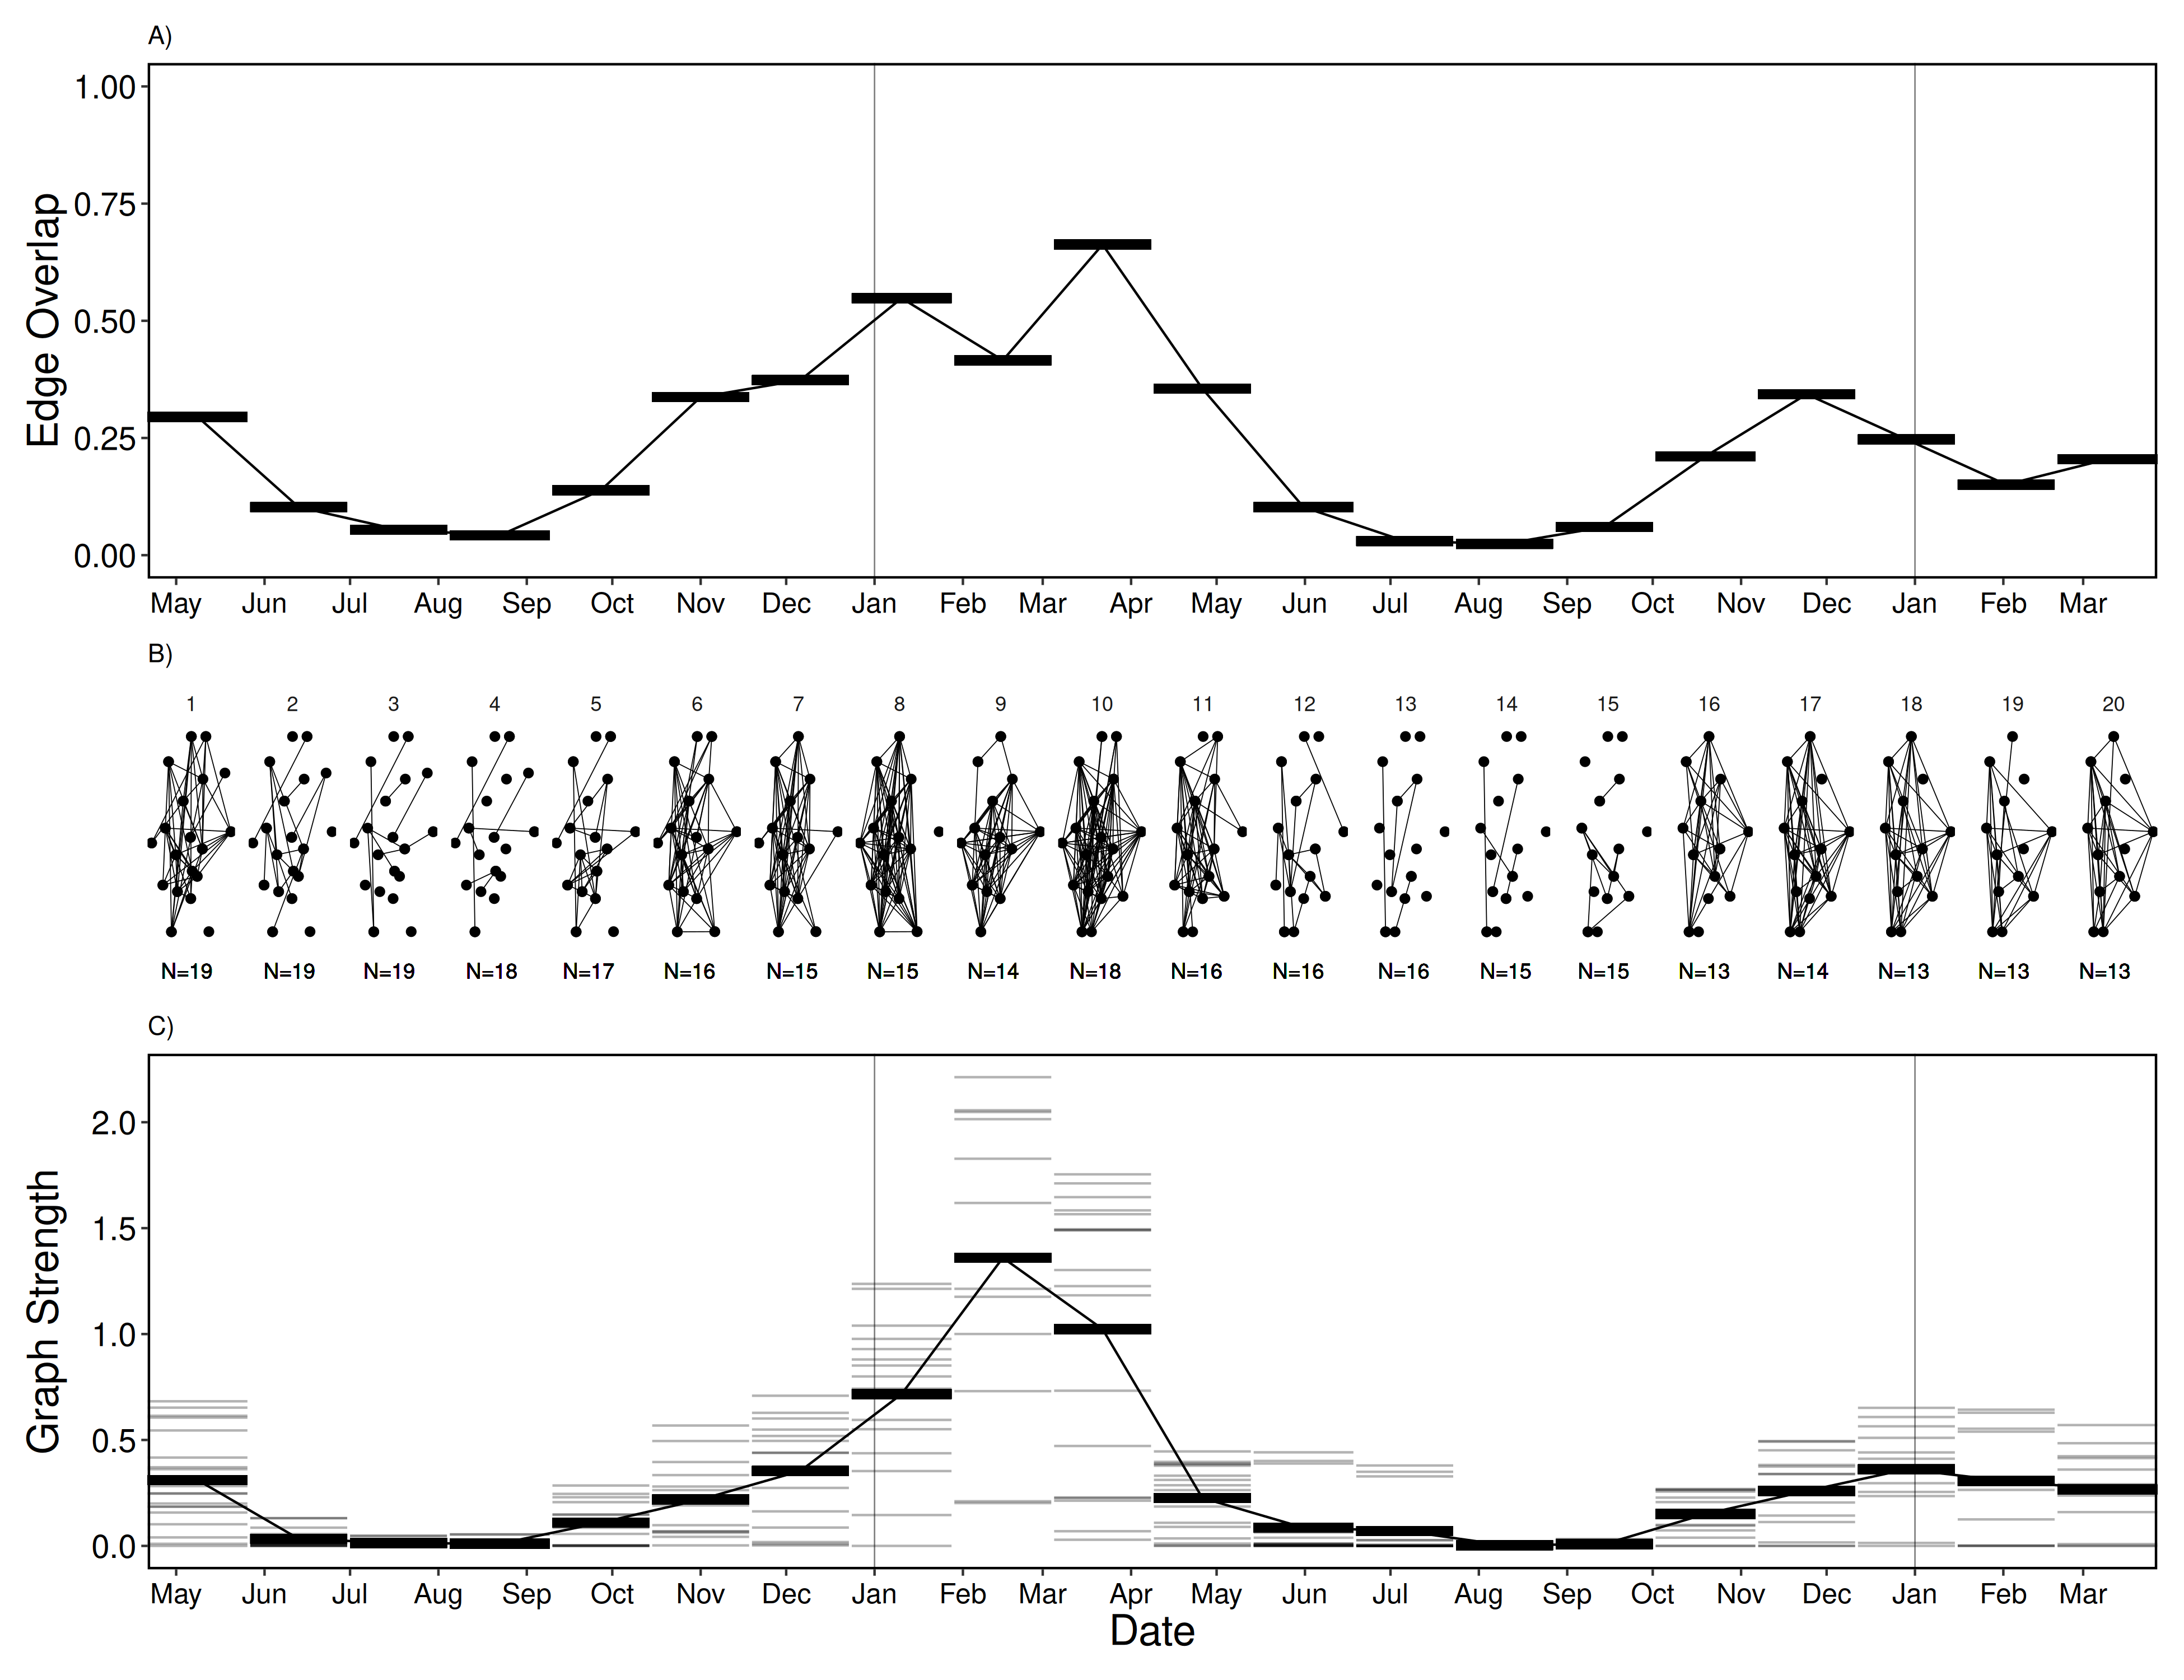 A)
Edge Overlap
1.00
0.75
0.50
0.25
0.00
May Jun Jul Aug Sep Oct Nov Dec Jan Feb Mar Apr May Jun Jul Aug Sep Oct Nov Dec Jan Feb Mar
B)
1 2 3 4 5 6 7 8 9 10 11 12 13 14 15 16 17 18 19 20
N=19 N=19 N=19 N=18 N=17 N=16 N=15 N=15 N=14 N=18 N=16 N=16 N=16 N=15 N=15 N=13 N=14 N=13 N=13 N=13
C)
Graph Strength
2.0
1.5
1.0
0.5
0.0
May Jun Jul Aug Sep Oct Nov Dec Jan Feb Mar Apr May Jun Jul Aug Sep Oct Nov Dec Jan Feb Mar
Date